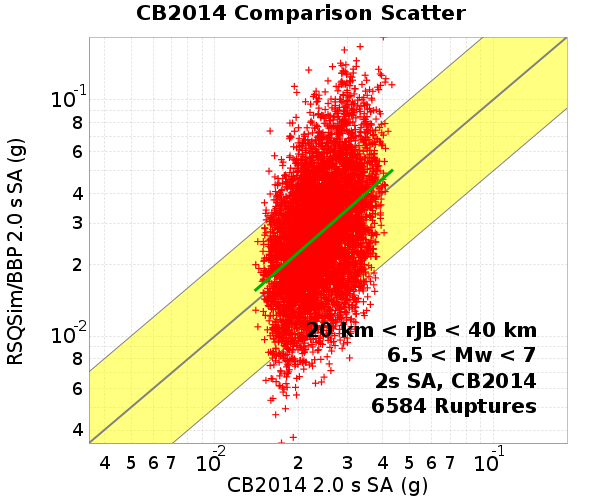 CB2014 Comparison Scatter
RSQSim/BBP 2.0 s SA (g)
10-1
8
6
4
3
2
10-2
8
6
4
20 km < rJB < 40 km
6.5 < Mw < 7
2s SA, CB2014
6584 Ruptures
4 5 6 7 10-2 2 3 4 5 6 7 10-1
CB2014 2.0 s SA (g)